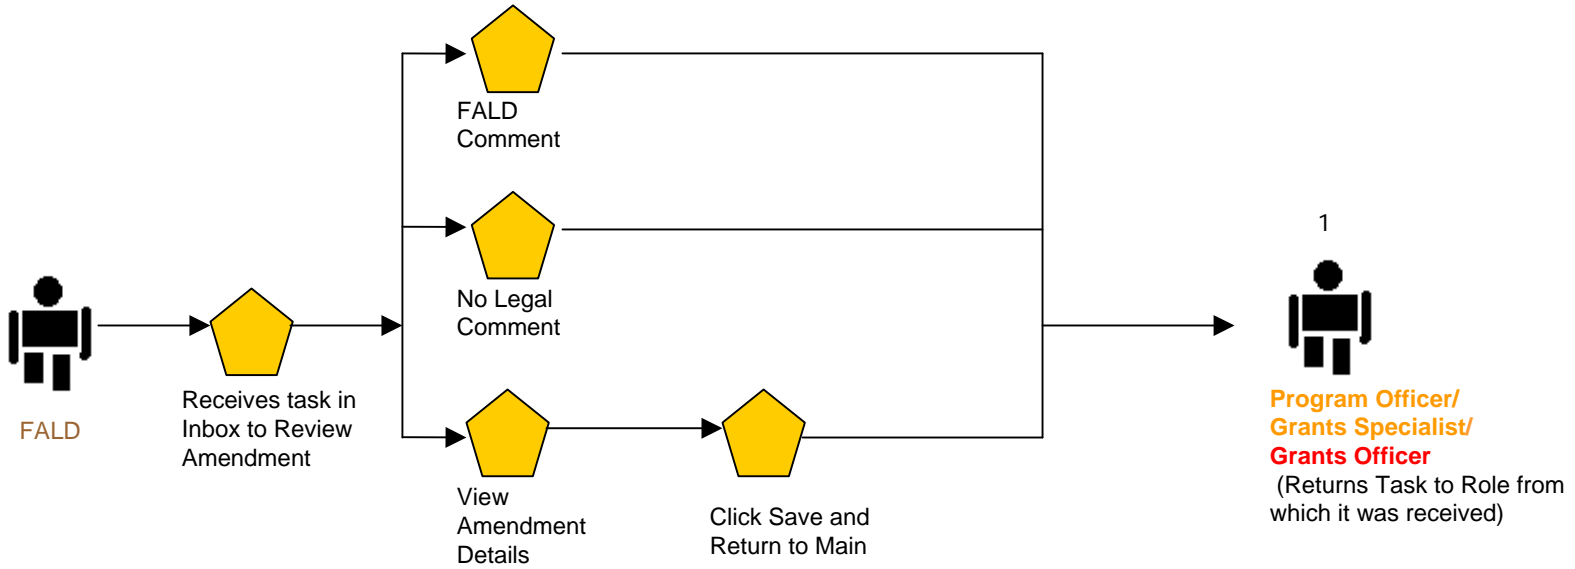 FALD
Comment
1
No Legal
Comment
FALD
Receives task in
Inbox to Review
Amendment
View
Amendment
Details
Click Save and
Return to Main
Program Officer/
Grants Specialist/
Grants Officer
(Returns Task to Role from
which it was received)